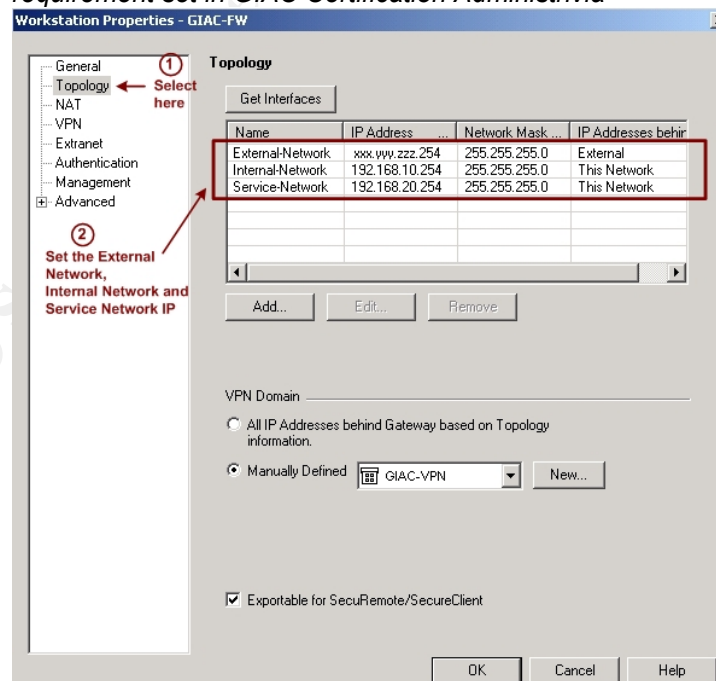 requirement set in GIAC Certification Administrivia
Workstation Properties - GIAC-FW
General
Topology
NAT
VPN
Extranet
Authentication
Management
Advanced
1
Select
here
2
Set the External
Network,
Internal Network and
Service Network IP
Topology
Get Interfaces
Name IP Address ... Network Mask ... IP Addresses behir
External-Network xxx.yyy.zzz.254 255.255.255.0 External
Internal-Network 192.168.10.254 255.255.255.0 This Network
Service-Network 192.168.20.254 255.255.255.0 This Network
Add... Edit... Remove
VPN Domain
All IP Addresses behind Gateway based on Topology
information.
Manually Defined GIAC-VPN New...
Exportable for SecuRemote/SecureClient
OK Cancel Help